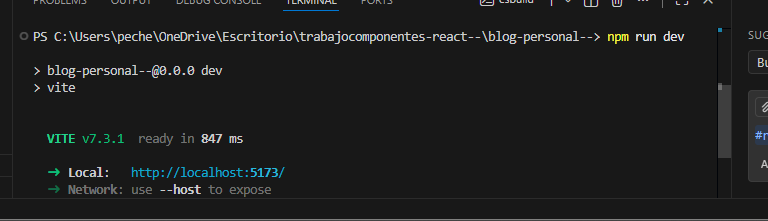 PROBLEMS OUTPUT DEBUG CONSOLE TERMINAL PORTS esbuild
PS C:\Users\peche\OneDrive\Escritorio\trabajocomponentes-react--\blog-personal--> npm run dev
> blog-personal--@0.0.0 dev
> vite
VITE v7.3.1 ready in 847 ms
➜ Local: http://localhost:5173/
➜ Network: use --host to expose
SUG
Bu
#r
A